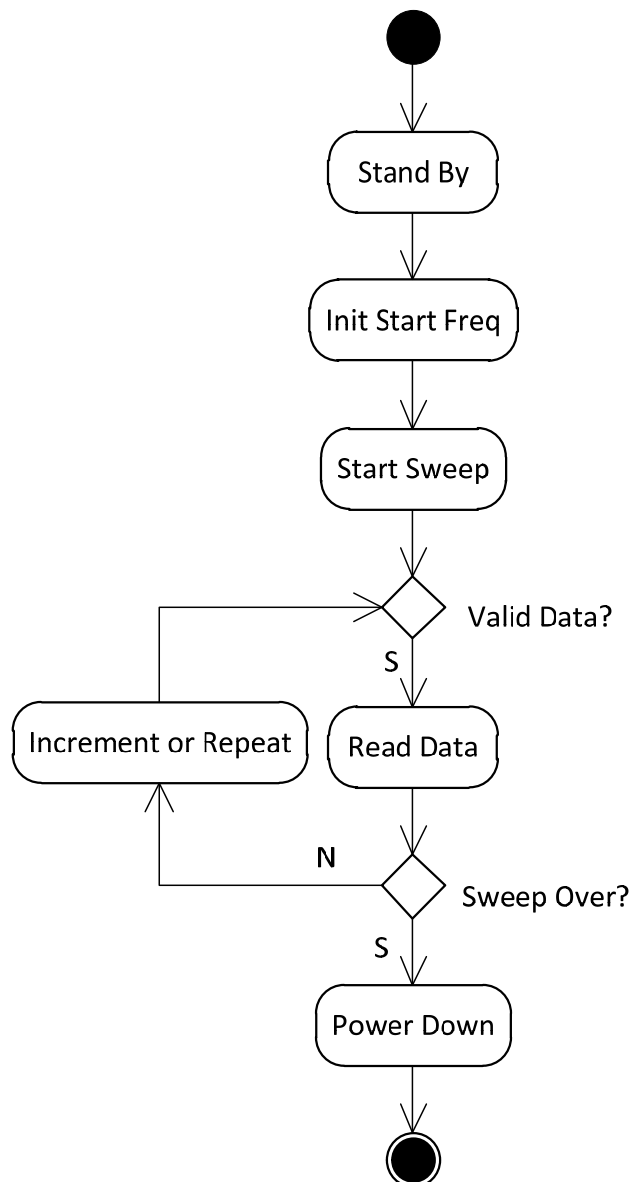 Stand By
Init Start Freq
Start Sweep
Valid Data?
S
Increment or Repeat
Read Data
N
Sweep Over?
S
Power Down